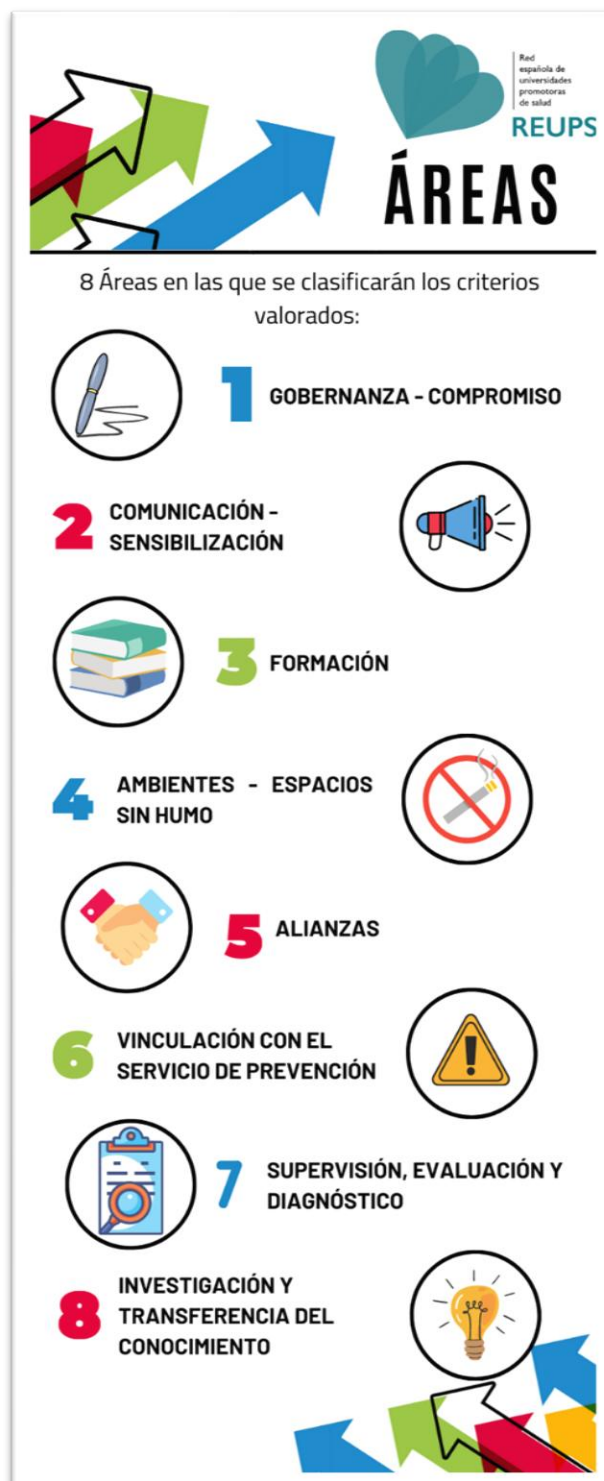 Red
española de
universidades
promotoras
de salud
REUPS
ÁREAS
8 Áreas en las que se clasificarán los criterios
valorados:
1 GOBERNANZA - COMPROMISO
2 COMUNICACIÓN -
SENSIBILIZACIÓN
3 FORMACIÓN
4 AMBIENTES - ESPACIOS
SIN HUMO
5 ALIANZAS
6 VINCULACIÓN CON EL
SERVICIO DE PREVENCIÓN
7 SUPERVISIÓN, EVALUACIÓN Y
DIAGNÓSTICO
8 INVESTIGACIÓN Y
TRANSFERENCIA DEL
CONOCIMIENTO